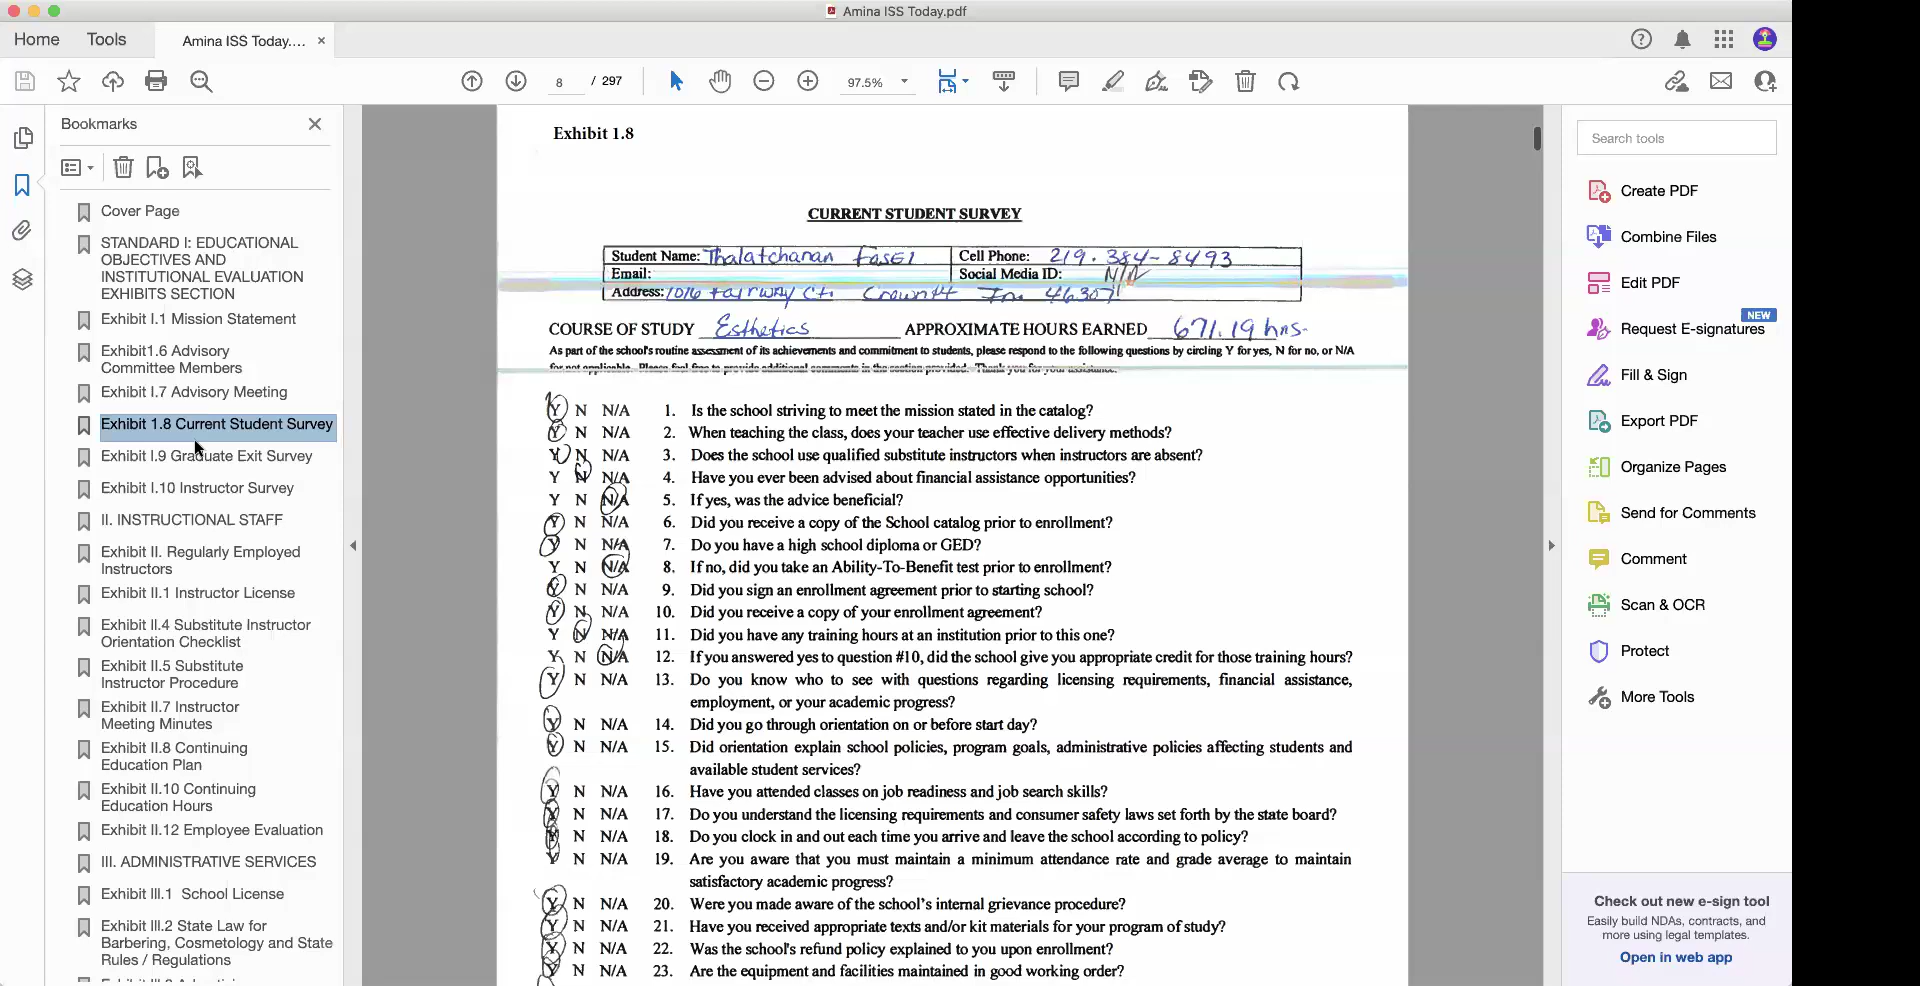 Amina ISS Today.pdf
Home Tools Amina ISS Today.... ×
8 / 297 97.5%
Bookmarks
Cover Page
STANDARD I: EDUCATIONAL
OBJECTIVES AND
INSTITUTIONAL EVALUATION
EXHIBITS SECTION
Exhibit I.1 Mission Statement
Exhibit1.6 Advisory
Committee Members
Exhibit I.7 Advisory Meeting
Exhibit 1.8 Current Student Survey
Exhibit I.9 Graduate Exit Survey
Exhibit I.10 Instructor Survey
II. INSTRUCTIONAL STAFF
Exhibit II. Regularly Employed
Instructors
Exhibit II.1 Instructor License
Exhibit II.4 Substitute Instructor
Orientation Checklist
Exhibit II.5 Substitute
Instructor Procedure
Exhibit II.7 Instructor
Meeting Minutes
Exhibit II.8 Continuing
Education Plan
Exhibit II.10 Continuing
Education Hours
Exhibit II.12 Employee Evaluation
III. ADMINISTRATIVE SERVICES
Exhibit III.1 School License
Exhibit III.2 State Law for
Barbering, Cosmetology and State
Rules / Regulations
Exhibit 1.8
CURRENT STUDENT SURVEY
Student Name: Thalatchanan Cell Phone: 219.384-8493
Email: Social Media ID: N/A
Address: 1016 Fairway Ct. In. 46307
COURSE OF STUDY Esthetics APPROXIMATE HOURS EARNED 671.19 hrs.
As part of the school's routine assessment of its achievements and commitment to students, please respond to the following questions by circling Y for yes, N for no, or N/A
for not applicable. Please feel free to provide additional comments in the section provided. Thank you for your assistance.
Y N N/A 1. Is the school striving to meet the mission stated in the catalog?
Y N N/A 2. When teaching the class, does your teacher use effective delivery methods?
Y N N/A 3. Does the school use qualified substitute instructors when instructors are absent?
Y N N/A 4. Have you ever been advised about financial assistance opportunities?
Y N N/A 5. If yes, was the advice beneficial?
Y N N/A 6. Did you receive a copy of the School catalog prior to enrollment?
Y N N/A 7. Do you have a high school diploma or GED?
Y N N/A 8. If no, did you take an Ability-To-Benefit test prior to enrollment?
Y N N/A 9. Did you sign an enrollment agreement prior to starting school?
Y N N/A 10. Did you receive a copy of your enrollment agreement?
Y N N/A 11. Did you have any training hours at an institution prior to this one?
Y N N/A 12. If you answered yes to question #10, did the school give you appropriate credit for those training hours?
Y N N/A 13. Do you know who to see with questions regarding licensing requirements, financial assistance,
employment, or your academic progress?
Y N N/A 14. Did you go through orientation on or before start day?
Y N N/A 15. Did orientation explain school policies, program goals, administrative policies affecting students and
available student services?
Y N N/A 16. Have you attended classes on job readiness and job search skills?
Y N N/A 17. Do you understand the licensing requirements and consumer safety laws set forth by the state board?
Y N N/A 18. Do you clock in and out each time you arrive and leave the school according to policy?
Y N N/A 19. Are you aware that you must maintain a minimum attendance rate and grade average to maintain
satisfactory academic progress?
Y N N/A 20. Were you made aware of the school's internal grievance procedure?
Y N N/A 21. Have you received appropriate texts and/or kit materials for your program of study?
Y N N/A 22. Was the school's refund policy explained to you upon enrollment?
Y N N/A 23. Are the equipment and facilities maintained in good working order?
Search tools
Create PDF
Combine Files
Edit PDF
NEW
Request E-signatures
Fill & Sign
Export PDF
Organize Pages
Send for Comments
Comment
Scan & OCR
Protect
More Tools
Check out new e-sign tool
Easily build NDAs, contracts, and
more using legal templates.
Open in web app